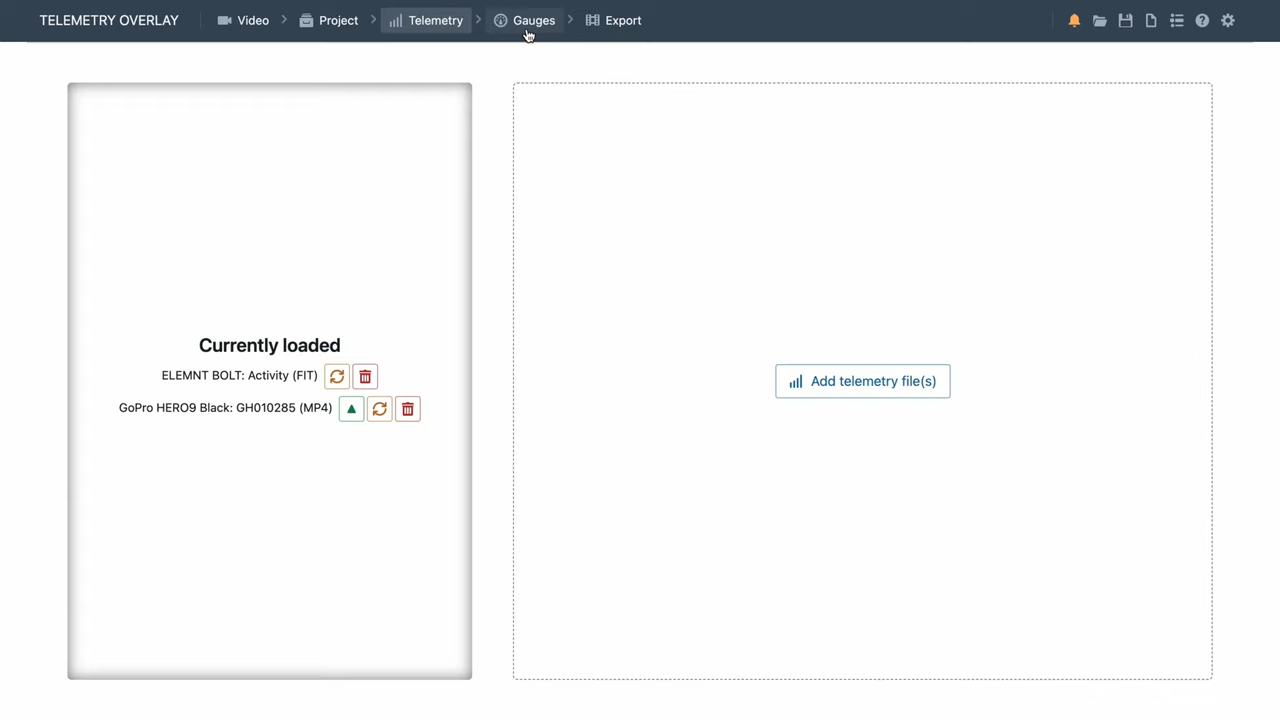 TELEMETRY OVERLAY Video Project Telemetry Gauges Export
Currently loaded
ELEMNT BOLT: Activity (FIT)
GoPro HERO9 Black: GH010285 (MP4)
Add telemetry file(s)